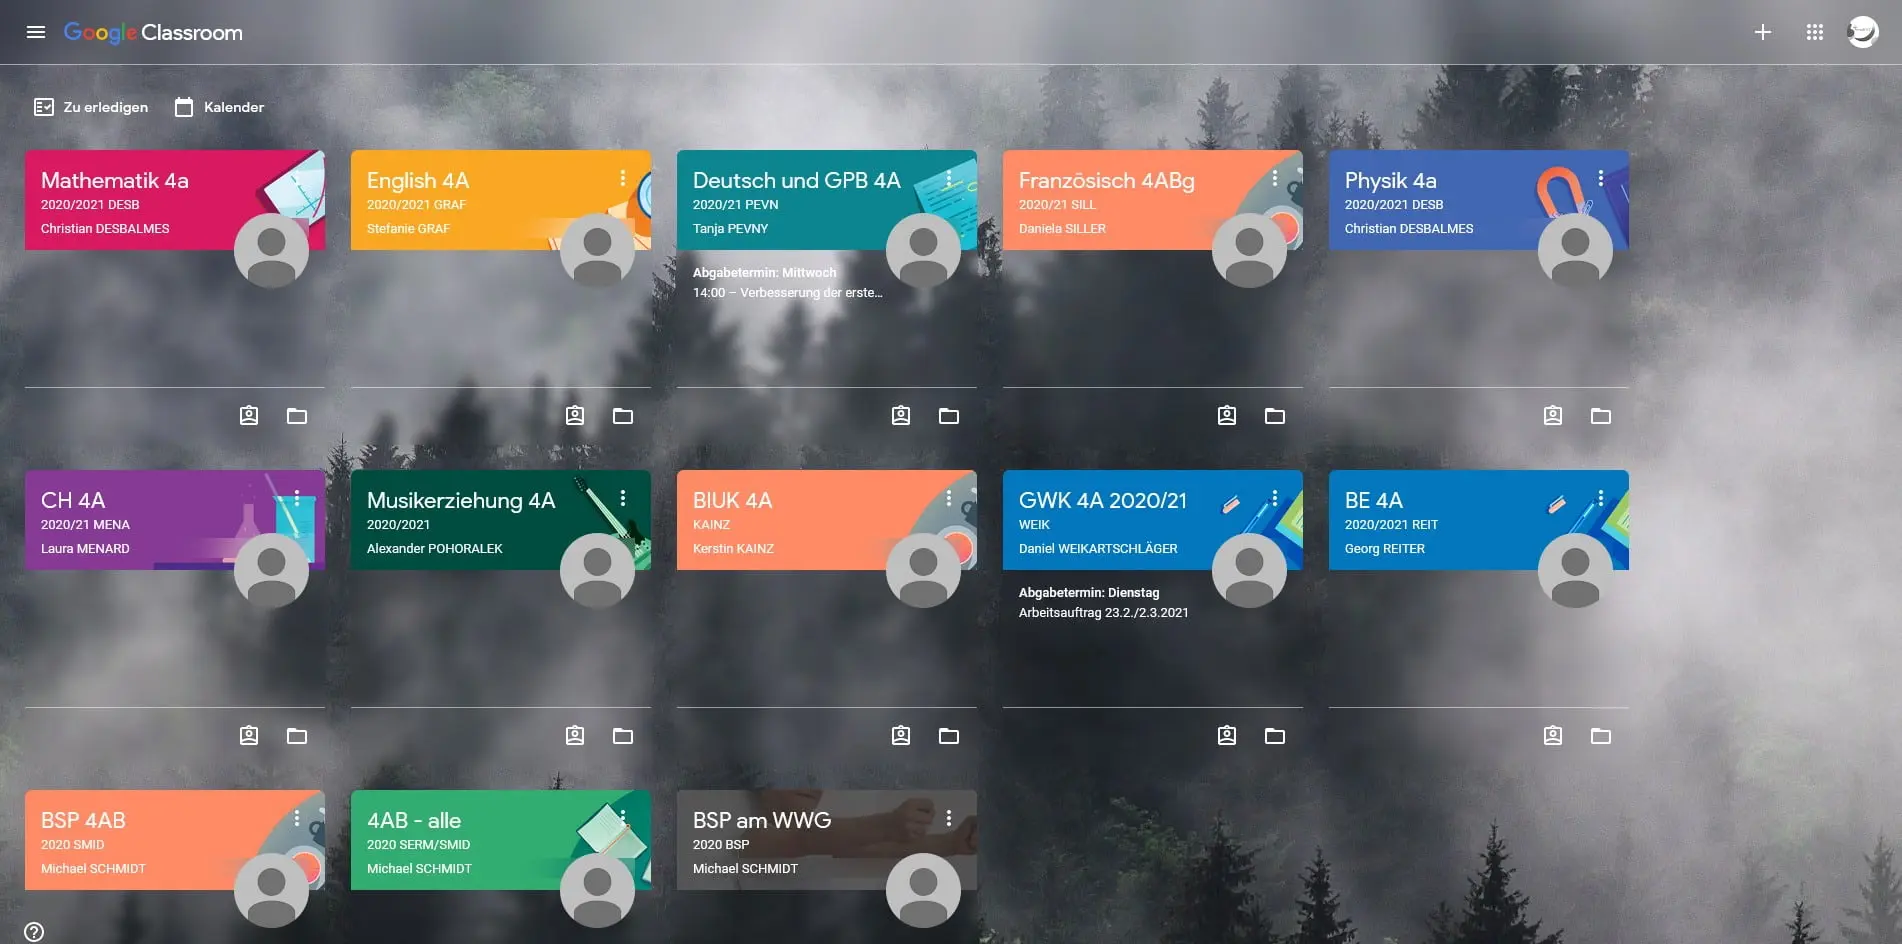 Google Classroom
Zu erledigen
Kalender
Mathematik 4a
2020/2021 DESB
Christian DESBALMES
English 4A
2020/2021 GRAF
Stefanie GRAF
Deutsch und GPB 4A
2020/21 PEVN
Tanja PEVNY
Abgabetermin: Mittwoch
14:00 – Verbesserung der erste...
Französisch 4ABg
2020/21 SILL
Daniela SILLER
Physik 4a
2020/2021 DESB
Christian DESBALMES
CH 4A
2020/21 MENA
Laura MENARD
Musikerziehung 4A
2020/2021
Alexander POHORALEK
BIUK 4A
KAINZ
Kerstin KAINZ
GWK 4A 2020/21
WEIK
Daniel WEIKARTSCHLÄGER
Abgabetermin: Dienstag
Arbeitsauftrag 23.2./2.3.2021
BE 4A
2020/2021 REIT
Georg REITER
BSP 4AB
2020 SMID
Michael SCHMIDT
4AB - alle
2020 SERM/SMID
Michael SCHMIDT
BSP am WWG
2020 BSP
Michael SCHMIDT